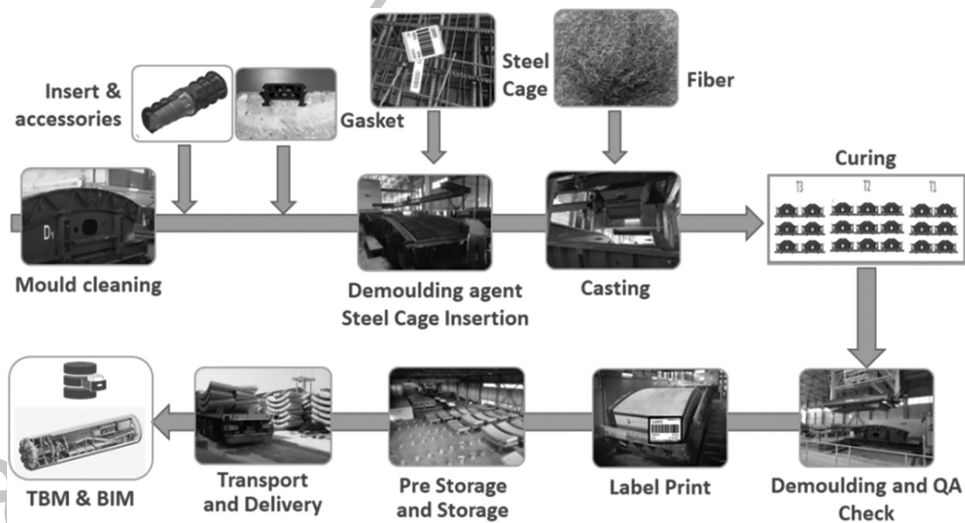 Insert &
accessories
Gasket
Steel
Cage
Fiber
Curing
T3 T2 T1
D1
Mould cleaning
Demoulding agent
Steel Cage Insertion
Casting
TBM & BIM
Transport
and Delivery
Pre Storage
and Storage
Label Print
Demoulding and QA
Check